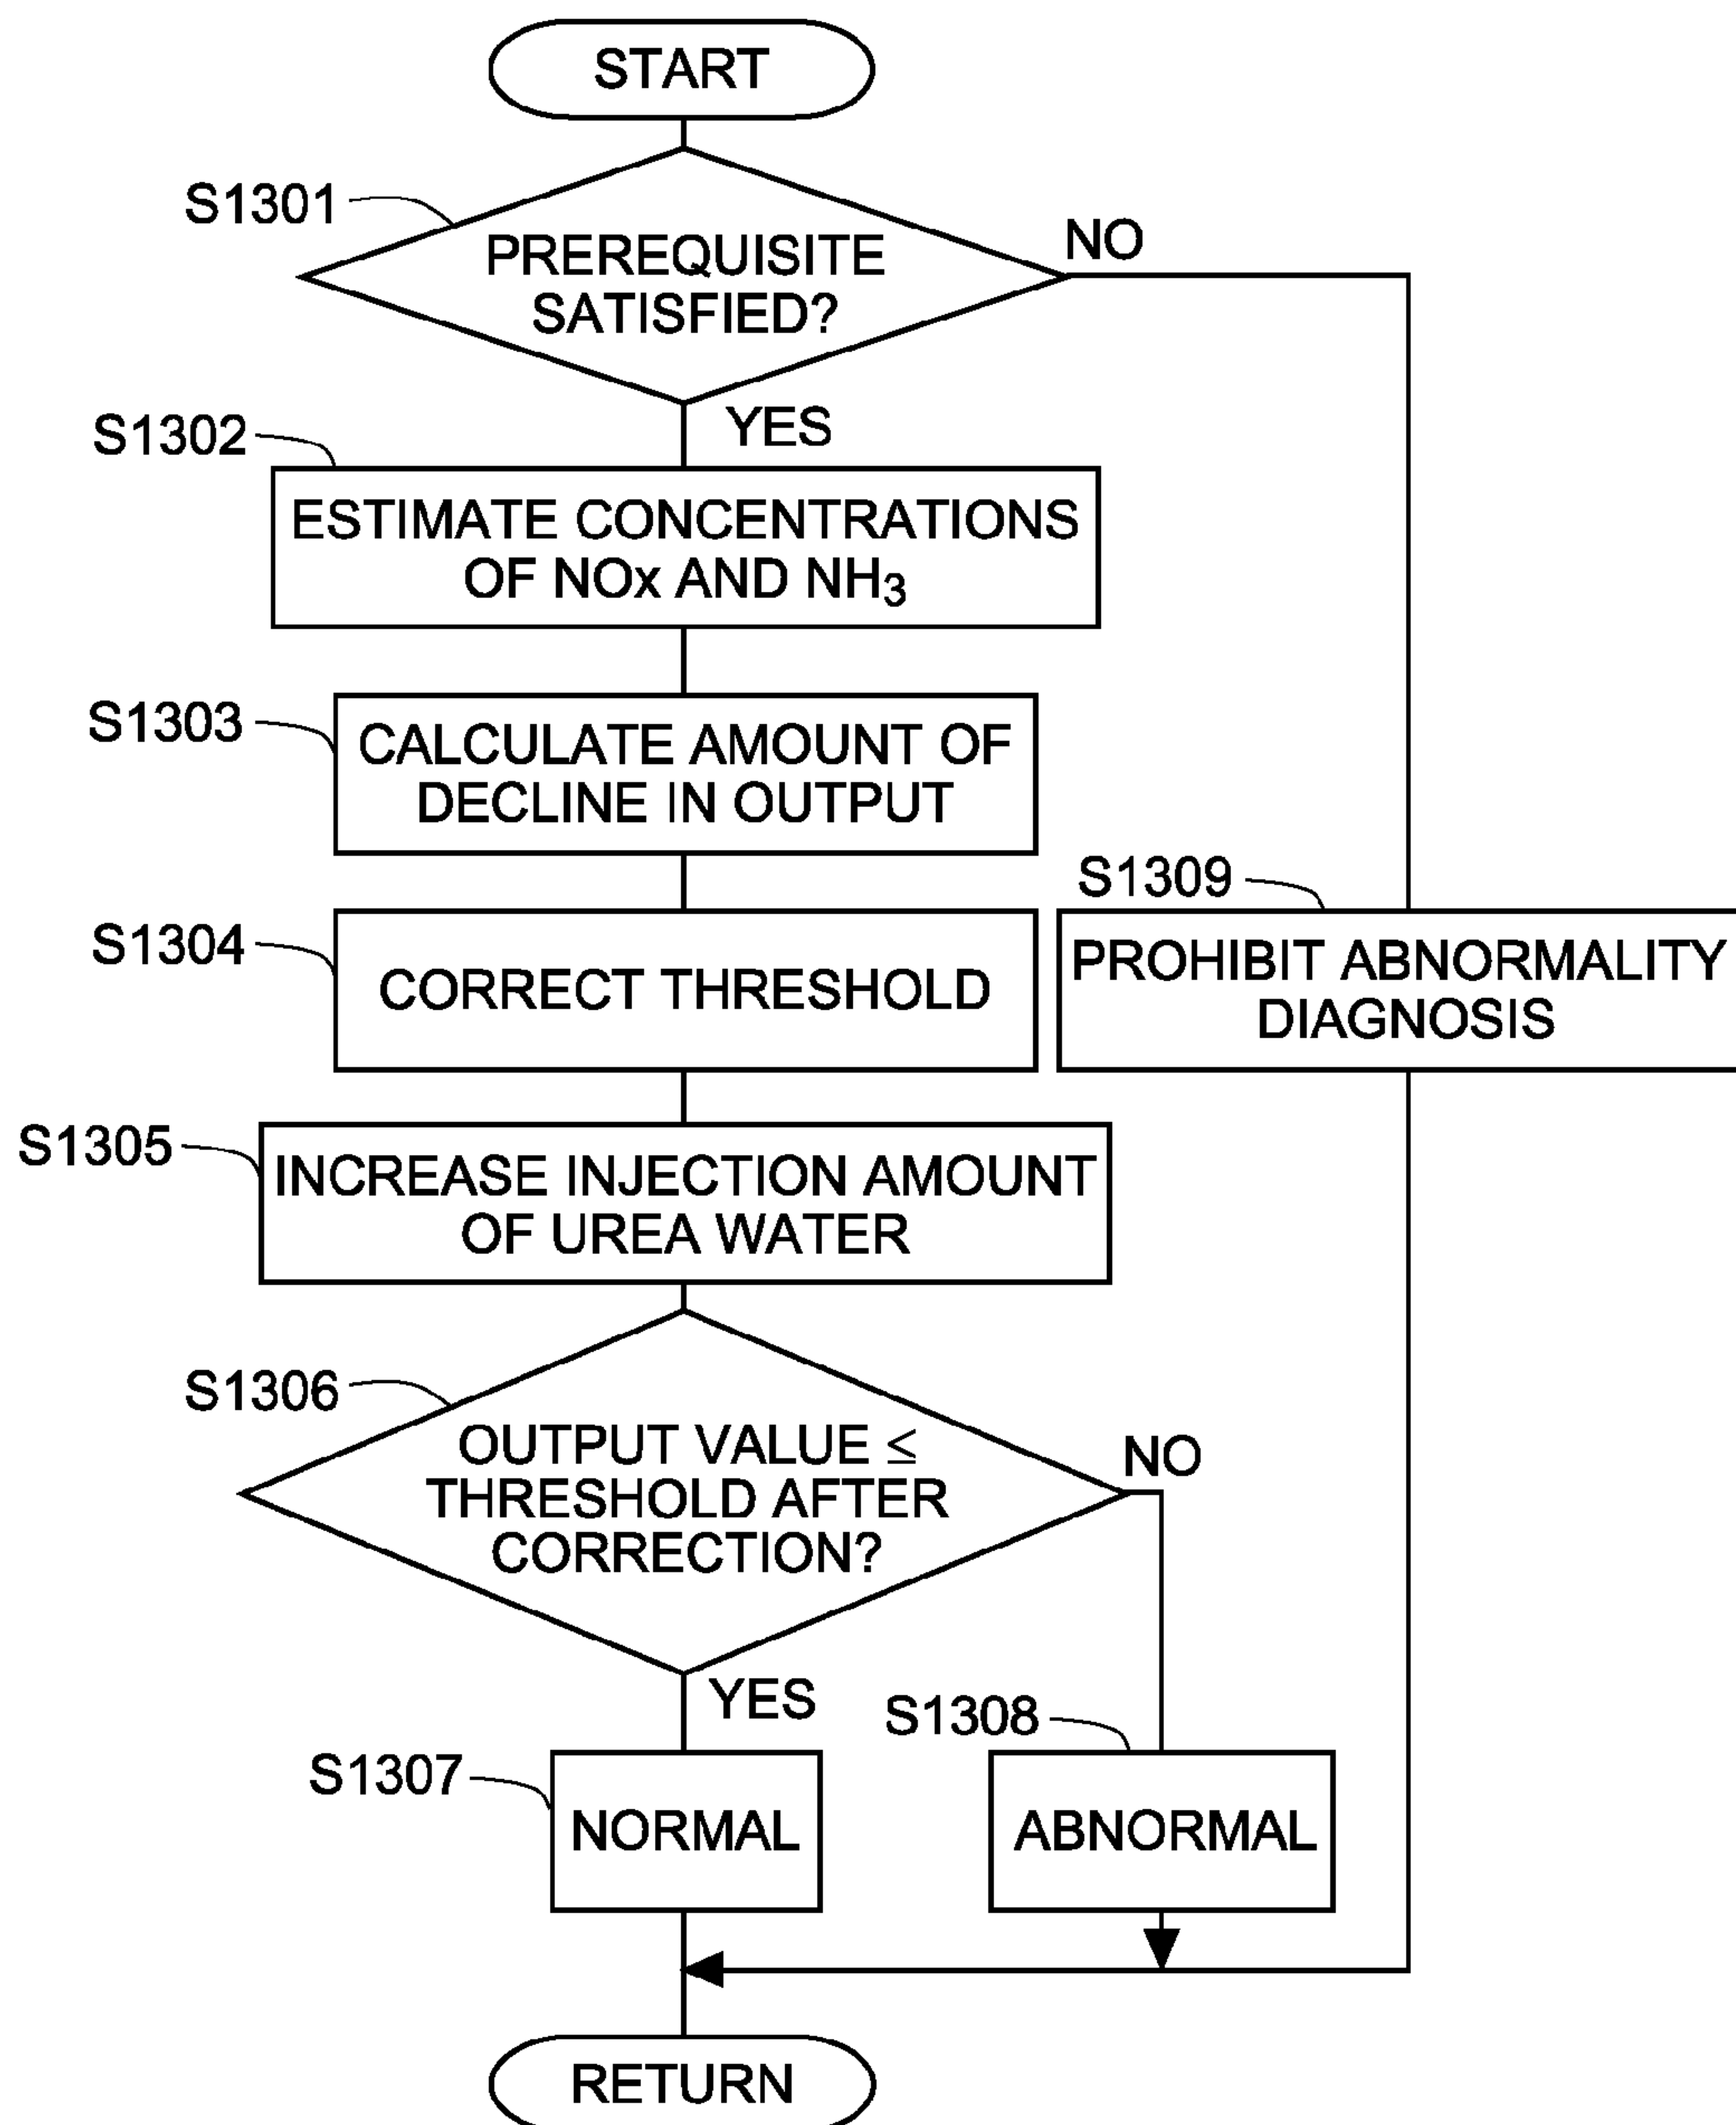 START
S1301
PREREQUISITE
SATISFIED?
NO
YES
S1302
ESTIMATE CONCENTRATIONS
OF NOx AND NH₃
S1303
CALCULATE AMOUNT OF
DECLINE IN OUTPUT
S1304
CORRECT THRESHOLD
S1309
PROHIBIT ABNORMALITY
DIAGNOSIS
S1305
INCREASE INJECTION AMOUNT
OF UREA WATER
S1306
OUTPUT VALUE ≤
THRESHOLD AFTER
CORRECTION?
NO
YES
S1307
NORMAL
S1308
ABNORMAL
RETURN